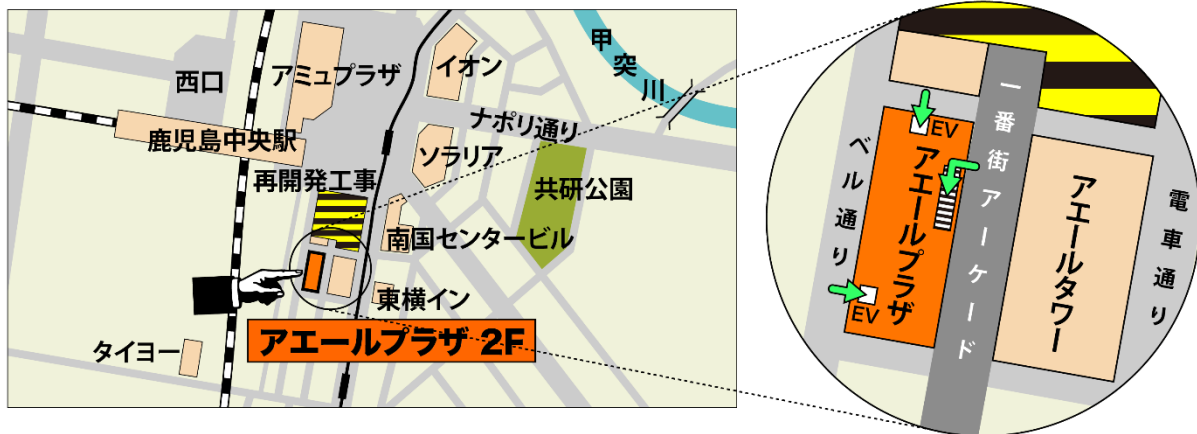 西口
アミュプラザ
イオン
甲突川
ナポリ通り
鹿児島中央駅
ソラリア
再開発工事
共研公園
南国センタービル
東横イン
アエールプラザ 2F
タイヨー
一番街アーケード
EV
ベル通り
アエールプラザ
アエールタワー
電車通り
EV